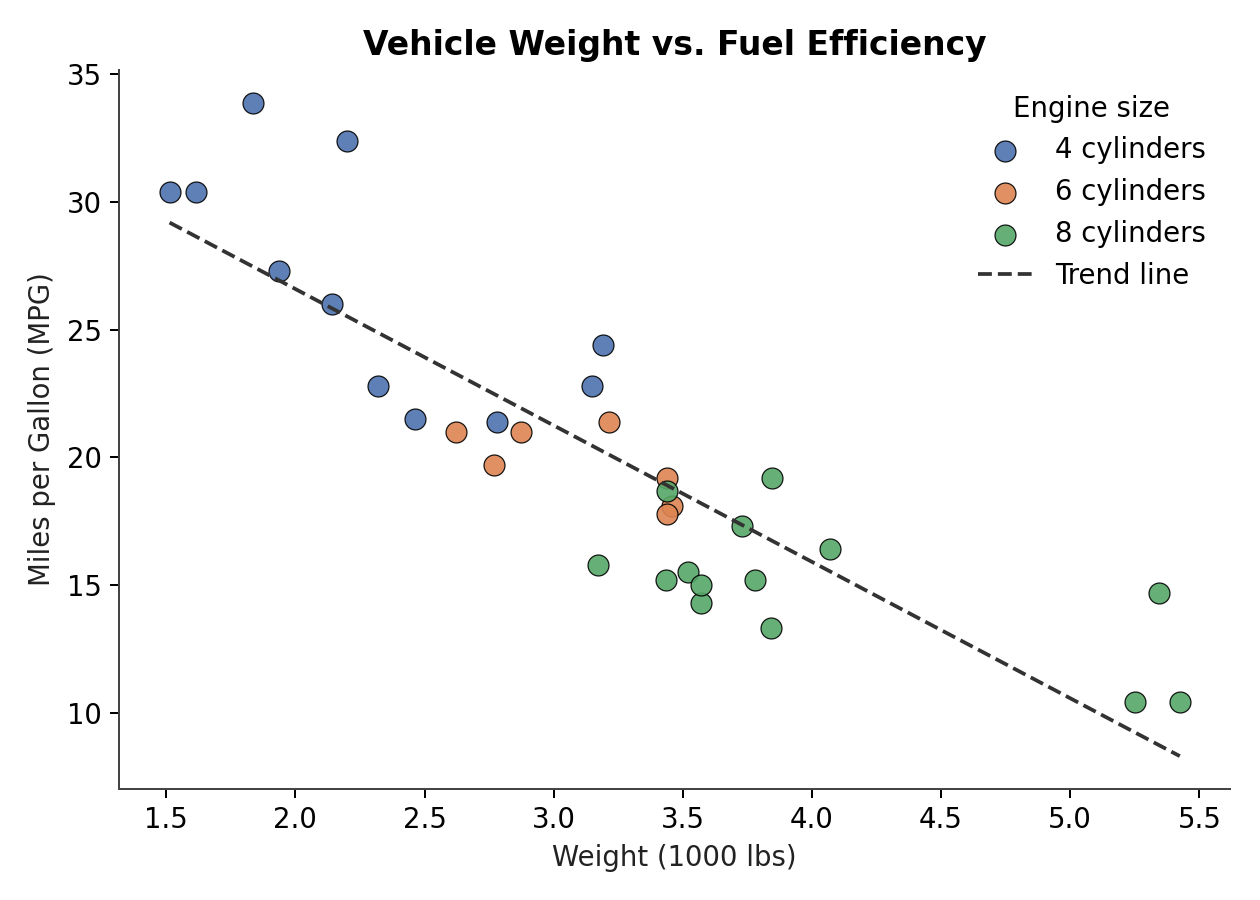 Vehicle Weight vs. Fuel Efficiency
Engine size
4 cylinders
6 cylinders
8 cylinders
Trend line
Miles per Gallon (MPG)
35
30
25
20
15
10
1.5 2.0 2.5 3.0 3.5 4.0 4.5 5.0 5.5
Weight (1000 lbs)